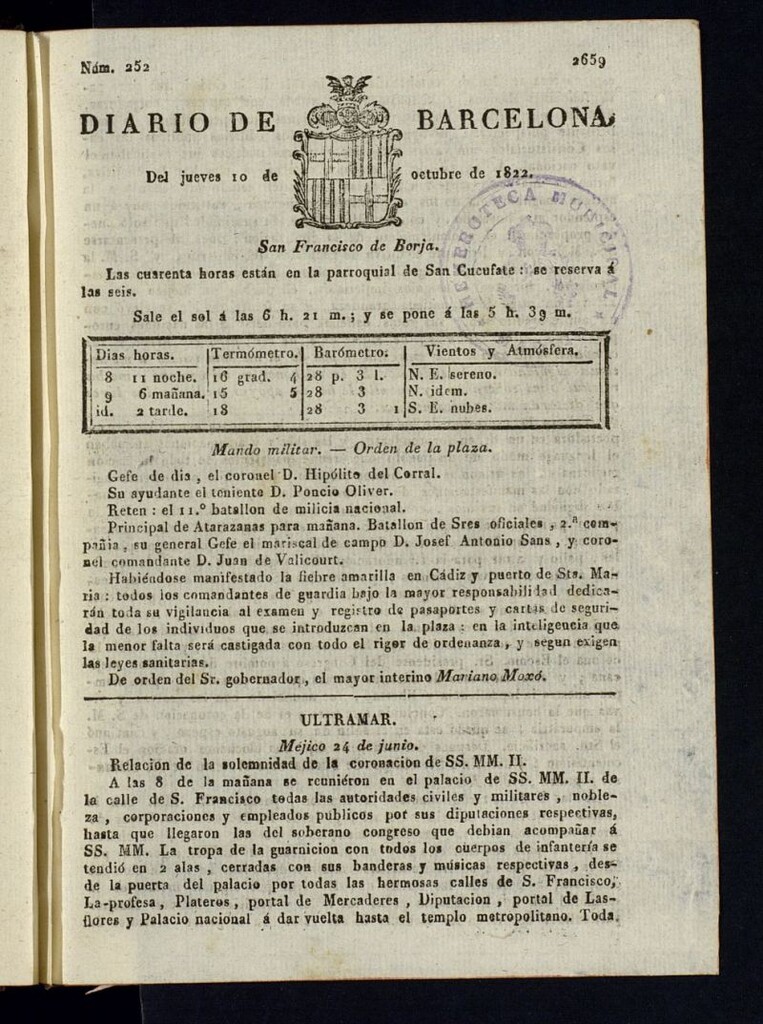 Núm. 252
2659
DIARIO DE BARCELONA,
Del jueves 10 de octubre de 1822.
HEMEROTECA MUNICIPAL
San Francisco de Borja.
Las cuarenta horas están en la parroquial de San Cucufate : se reserva á
las seis.
Sale el sol á las 6 h. 21 m. ; y se pone á las 5 h. 39 m.
Dias horas. Termómetro. Barómetro. Vientos y Atmósfera.
8 11 noche. 16 grad. 4 28 p. 3 l. N. E. sereno.
9 6 mañana. 15 5 28 3 N. idem.
id. 2 tarde. 18 28 3 1 S. E. nubes.
Mando militar. — Orden de la plaza.
Gefe de dia , el coronel D. Hipólito del Corral.
Su ayudante el teniente D. Poncio Oliver.
Reten : el 11.º batallon de milicia nacional.
Principal de Atarazanas para mañana. Batallon de Sres oficiales , 2.ª com-
pañia , su general Gefe el mariscal de campo D. Josef Antonio Sans , y coro-
nel comandante D. Juan de Valicourt.
Habiéndose manifestado la fiebre amarilla en Cádiz y puerto de Sta. Ma-
ria : todos los comandantes de guardia bajo la mayor responsabilidad dedica-
rán toda su vigilancia al examen y registro de pasaportes y cartas de seguri-
dad de los individuos que se introduzcan en la plaza : en la inteligencia que
la menor falta será castigada con todo el rigor de ordenanza , y segun exigen
las leyes sanitarias.
De orden del Sr. gobernador , el mayor interino Mariano Moxó.
ULTRAMAR.
Mejico 24 de junio.
Relacion de la solemnidad de la coronacion de SS. MM. II.
A las 8 de la mañana se reuniéron en el palacio de SS. MM. II. de
la calle de S. Francisco todas las autoridades civiles y militares , noble-
za , corporaciones y empleados publicos por sus diputaciones respectivas,
hasta que llegaron las del soberano congreso que debian acompañar á
SS. MM. La tropa de la guarnicion con todos los cuerpos de infantería se
tendió en 2 alas , cerradas con sus banderas y músicas respectivas , des-
de la puerta del palacio por todas las hermosas calles de S. Francisco,
La-profesa , Plateros , portal de Mercaderes , Diputacion , portal de Las-
flores y Palacio nacional á dar vuelta hasta el templo metropolitano. Toda